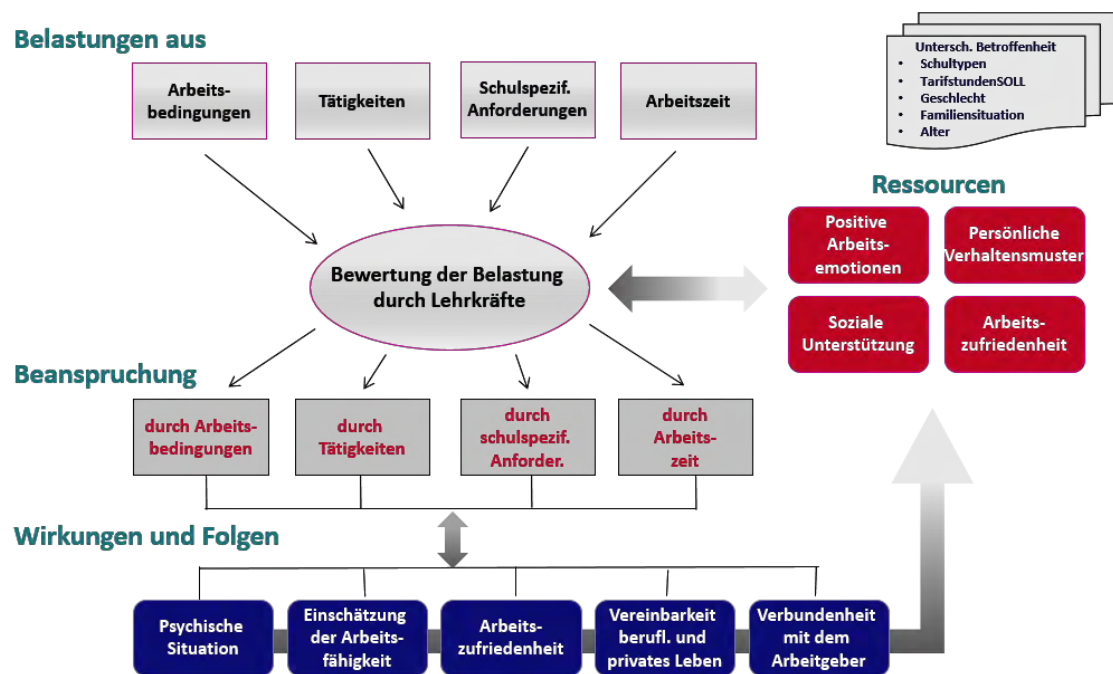 Belastungen aus
Arbeits-
bedingungen
Tätigkeiten
Schulspezif.
Anforderungen
Arbeitszeit
Untersch. Betroffenheit
• Schultypen
• TarifstundenSOLL
• Geschlecht
• Familiensituation
• Alter
Ressourcen
Positive
Arbeits-
emotionen
Persönliche
Verhaltensmuster
Soziale
Unterstützung
Arbeits-
zufriedenheit
Bewertung der Belastung
durch Lehrkräfte
Beanspruchung
durch Arbeits-
bedingungen
durch
Tätigkeiten
durch
schulspezif.
Anforder.
durch
Arbeits-
zeit
Wirkungen und Folgen
Psychische
Situation
Einschätzung
der Arbeits-
fähigkeit
Arbeits-
zufriedenheit
Vereinbarkeit
berufl. und
privates Leben
Verbundenheit
mit dem
Arbeitgeber